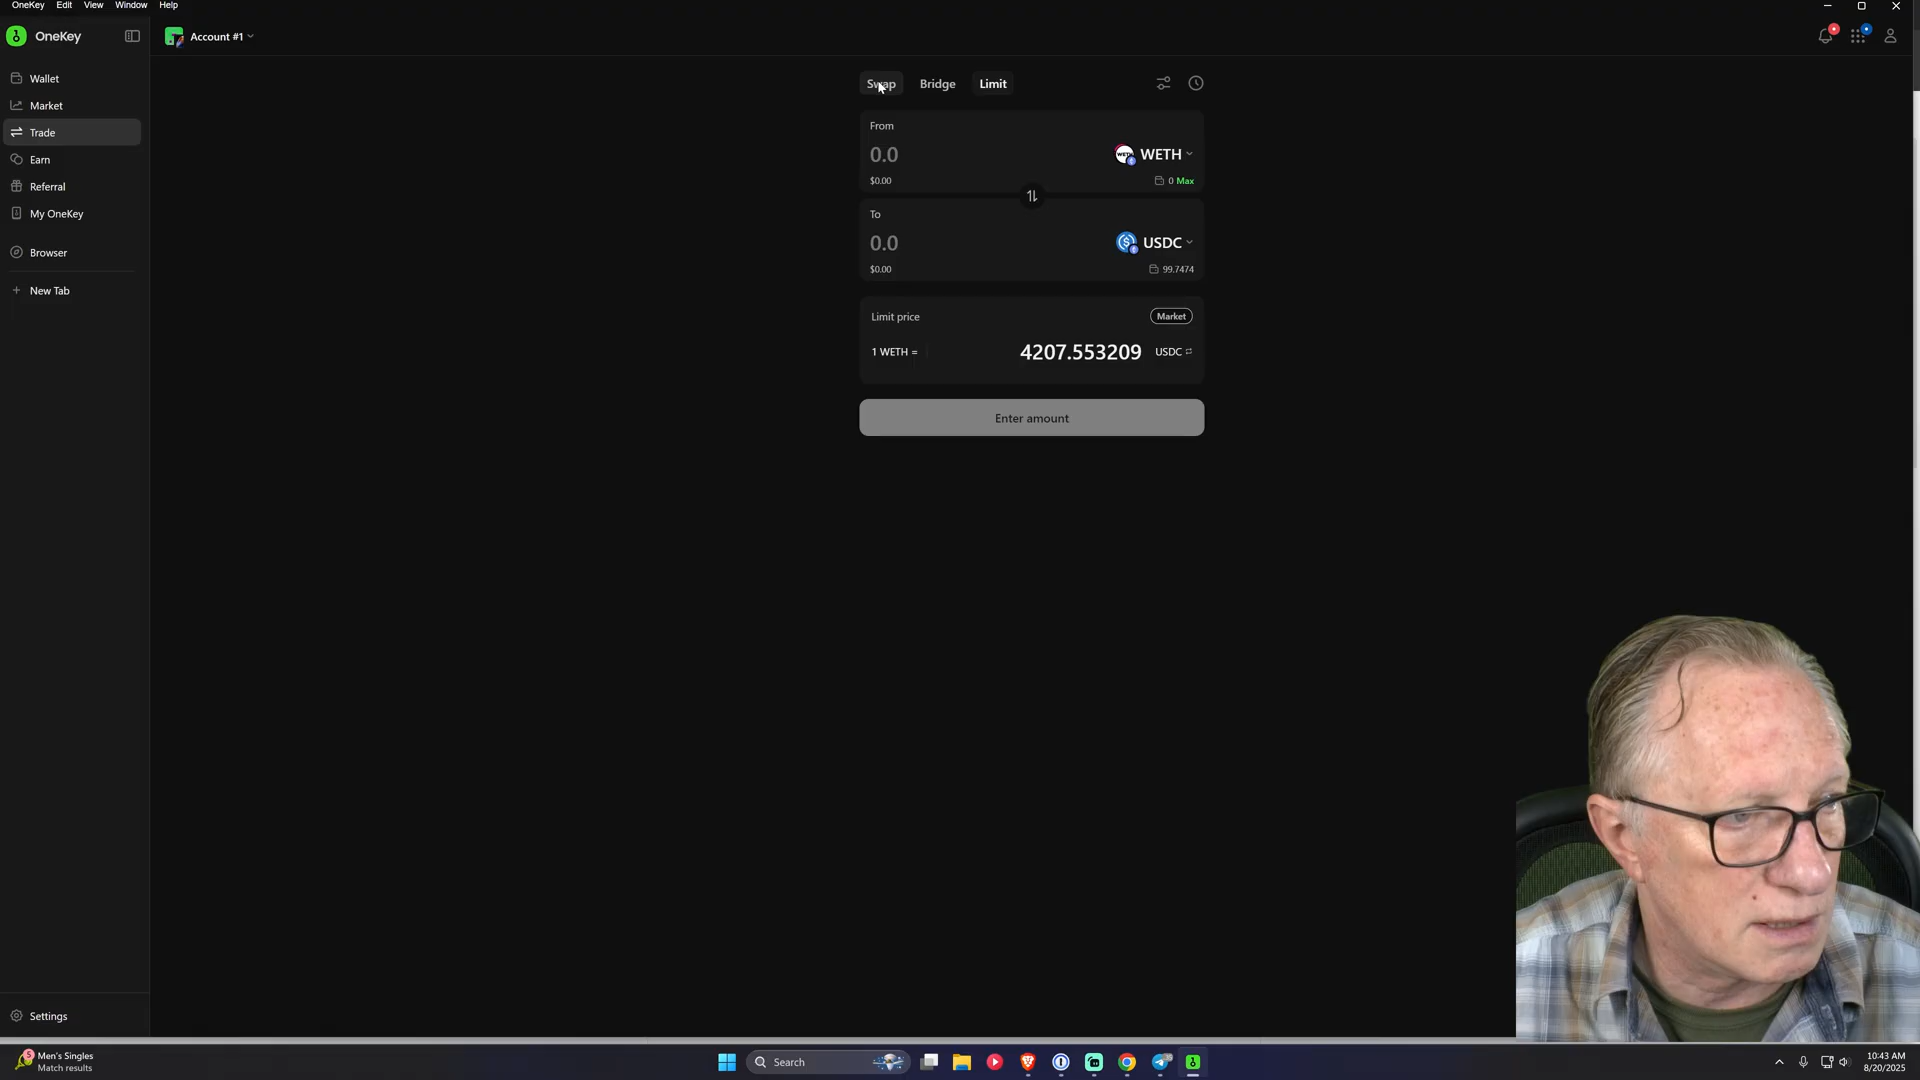 OneKey Edit View Window Help
OneKey
Account #1
Wallet
Market
Trade
Earn
Referral
My OneKey
Browser
New Tab
Settings
Swap Bridge Limit
From
0.0 WETH
$0.00 0 Max
To
0.0 USDC
$0.00 99.7474
Limit price Market
1 WETH = 4207.553209 USDC
Enter amount
5
Men's Singles
Match results
Search
10:43 AM
8/20/2025